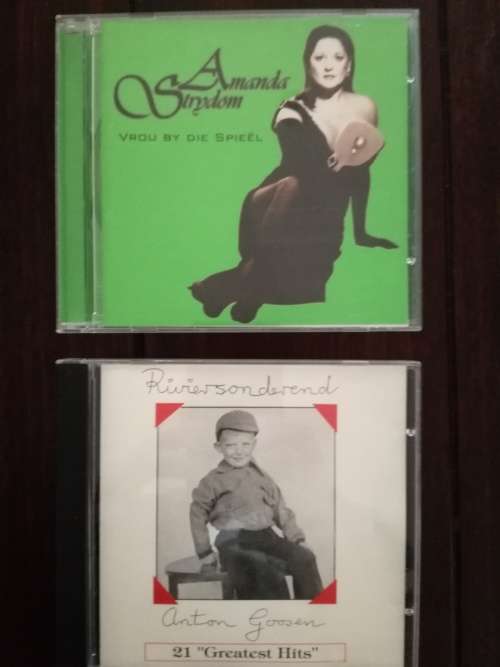 Amanda
Strydom
VROU BY DIE SPIEËL
Riviersonderend
Anton Goosen
21 "Greatest Hits"